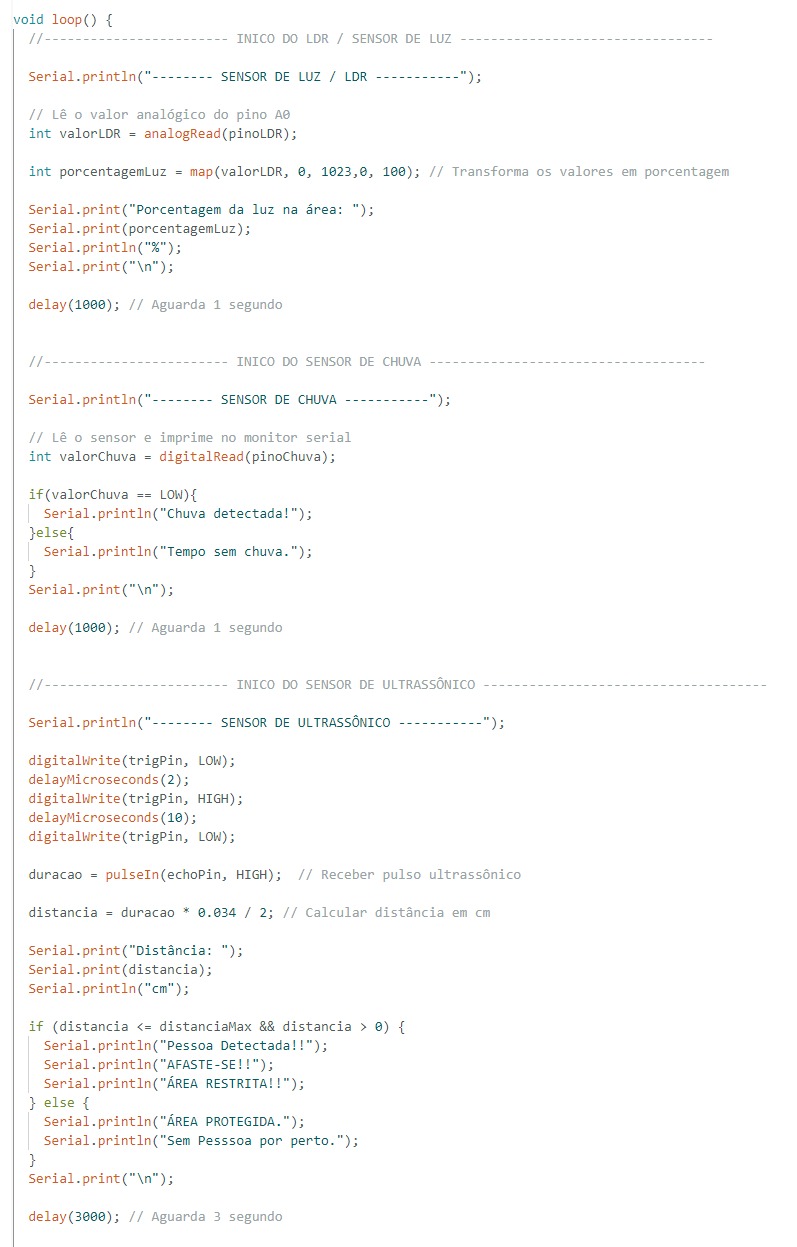 void loop() {
//------------------------ INICO DO LDR / SENSOR DE LUZ ---------------------------------
Serial.println("-------- SENSOR DE LUZ / LDR -----------");
// Lê o valor analógico do pino A0
int valorLDR = analogRead(pinoLDR);
int porcentagemLuz = map(valorLDR, 0, 1023,0, 100); // Transforma os valores em porcentagem
Serial.print("Porcentagem da luz na área: ");
Serial.print(porcentagemLuz);
Serial.println("%");
Serial.print("\n");
delay(1000); // Aguarda 1 segundo
//------------------------ INICO DO SENSOR DE CHUVA ------------------------------------
Serial.println("-------- SENSOR DE CHUVA -----------");
// Lê o sensor e imprime no monitor serial
int valorChuva = digitalRead(pinoChuva);
if(valorChuva == LOW){
Serial.println("Chuva detectada!");
}else{
Serial.println("Tempo sem chuva.");
}
Serial.print("\n");
delay(1000); // Aguarda 1 segundo
//------------------------ INICO DO SENSOR DE ULTRASSÔNICO -------------------------------------
Serial.println("-------- SENSOR DE ULTRASSÔNICO -----------");
digitalWrite(trigPin, LOW);
delayMicroseconds(2);
digitalWrite(trigPin, HIGH);
delayMicroseconds(10);
digitalWrite(trigPin, LOW);
duracao = pulseIn(echoPin, HIGH);  // Receber pulso ultrassônico
distancia = duracao * 0.034 / 2; // Calcular distância em cm
Serial.print("Distância: ");
Serial.print(distancia);
Serial.println("cm");
if (distancia <= distanciaMax && distancia > 0) {
Serial.println("Pessoa Detectada!!");
Serial.println("AFASTE-SE!!");
Serial.println("ÁREA RESTRITA!!");
} else {
Serial.println("ÁREA PROTEGIDA.");
Serial.println("Sem Pesssoa por perto.");
}
Serial.print("\n");
delay(3000); // Aguarda 3 segundo